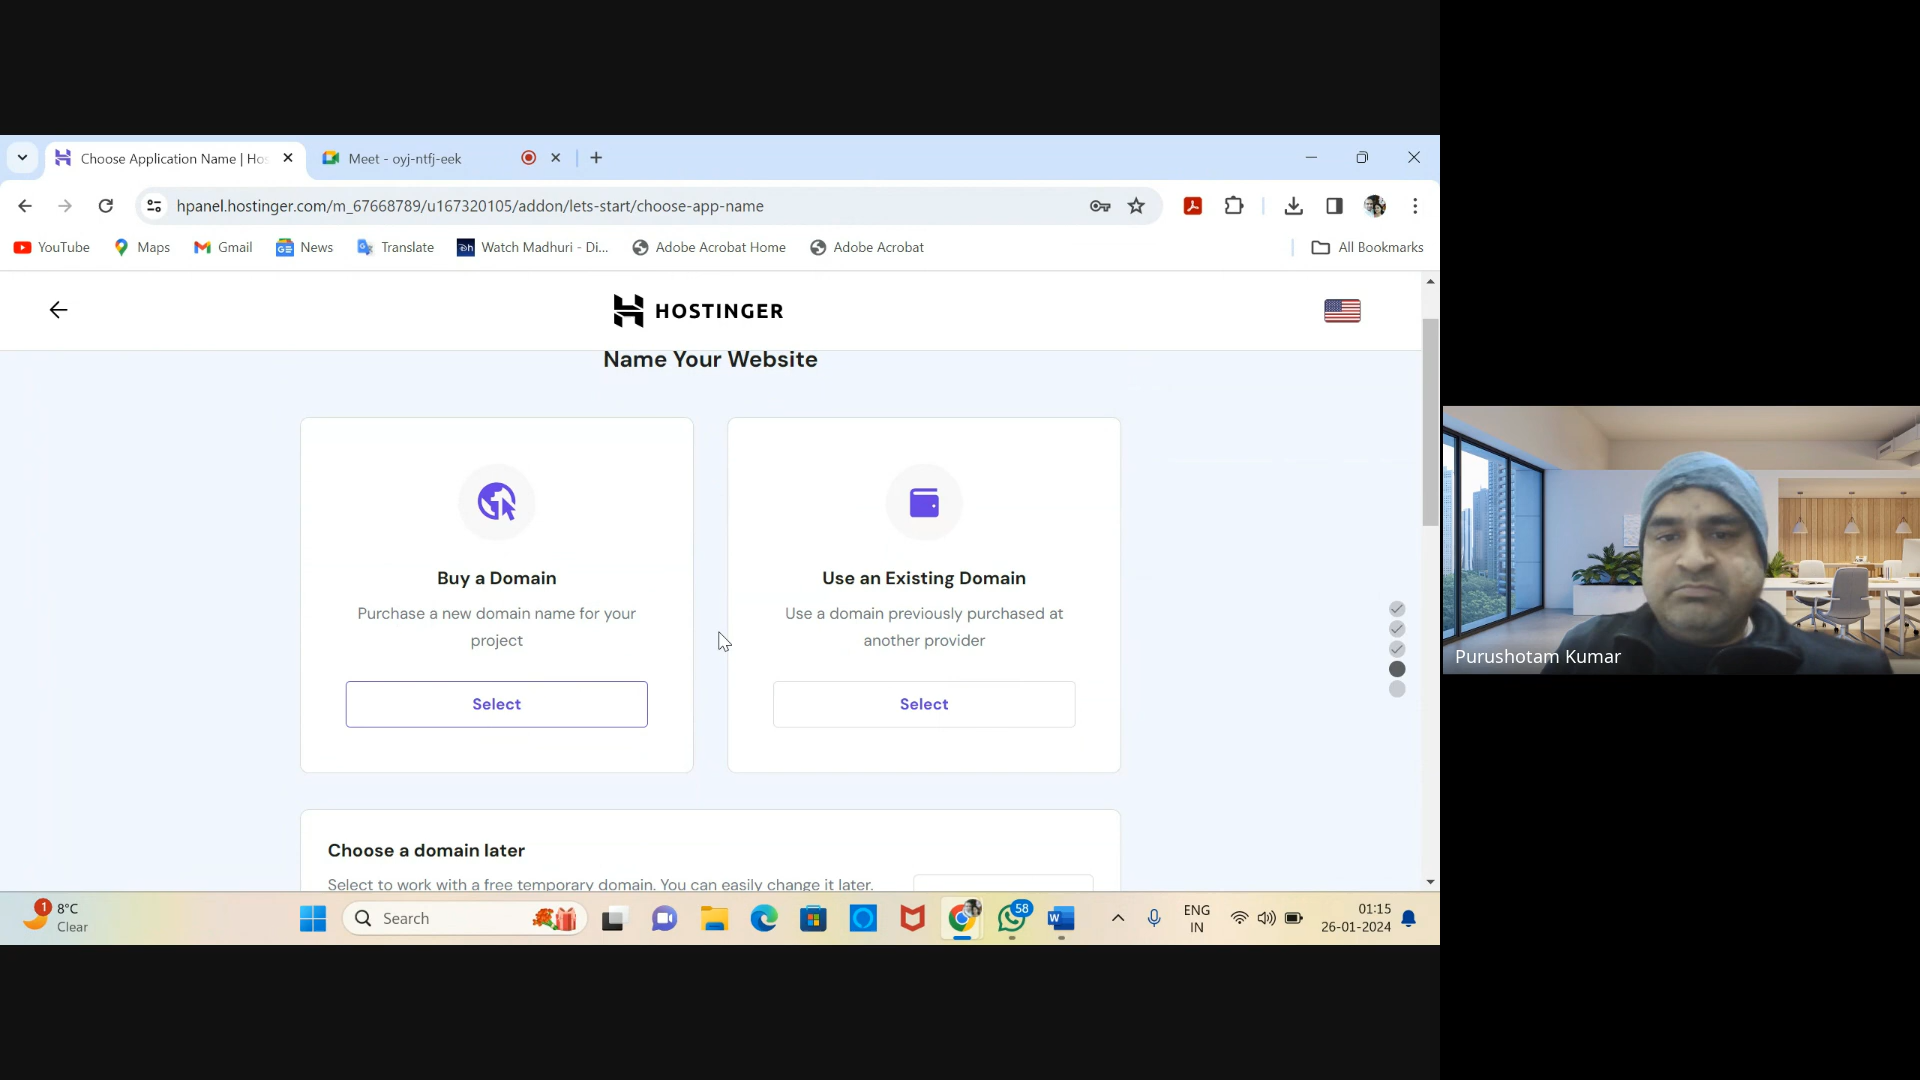 Choose Application Name | Hos
Meet - oyj-ntfj-eek
hpanel.hostinger.com/m_67668789/u167320105/addon/lets-start/choose-app-name
YouTube
Maps
Gmail
News
Translate
Watch Madhuri - Di...
Adobe Acrobat Home
Adobe Acrobat
All Bookmarks
HOSTINGER
Name Your Website
Buy a Domain
Purchase a new domain name for your
project
Select
Use an Existing Domain
Use a domain previously purchased at
another provider
Select
Choose a domain later
Select to work with a free temporary domain. You can easily change it later.
Purushotam Kumar
1
8°C
Clear
Search
58
W
ENG
IN
01:15
26-01-2024